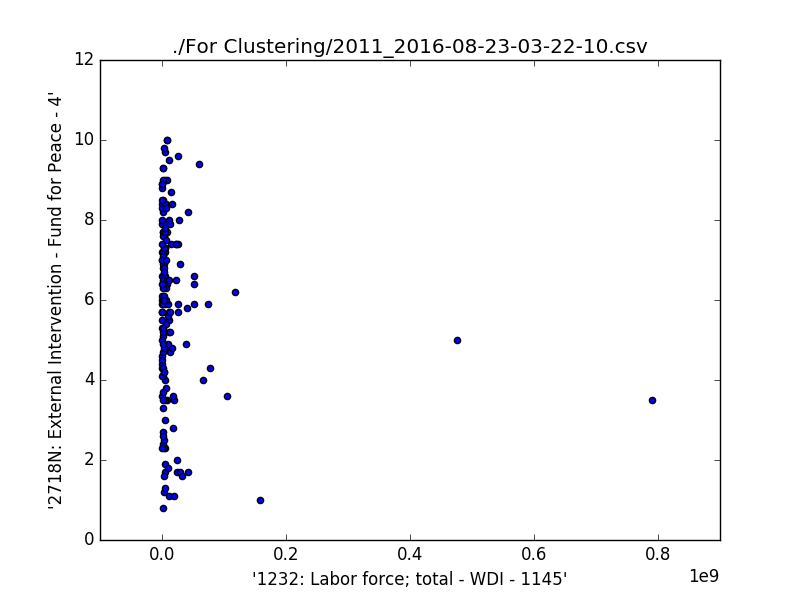 ./For Clustering/2011_2016-08-23-03-22-10.csv
12
10
8
6
4
2
0
'2718N: External Intervention - Fund for Peace - 4'
0.0 0.2 0.4 0.6 0.8
1e9
'1232: Labor force; total - WDI - 1145'